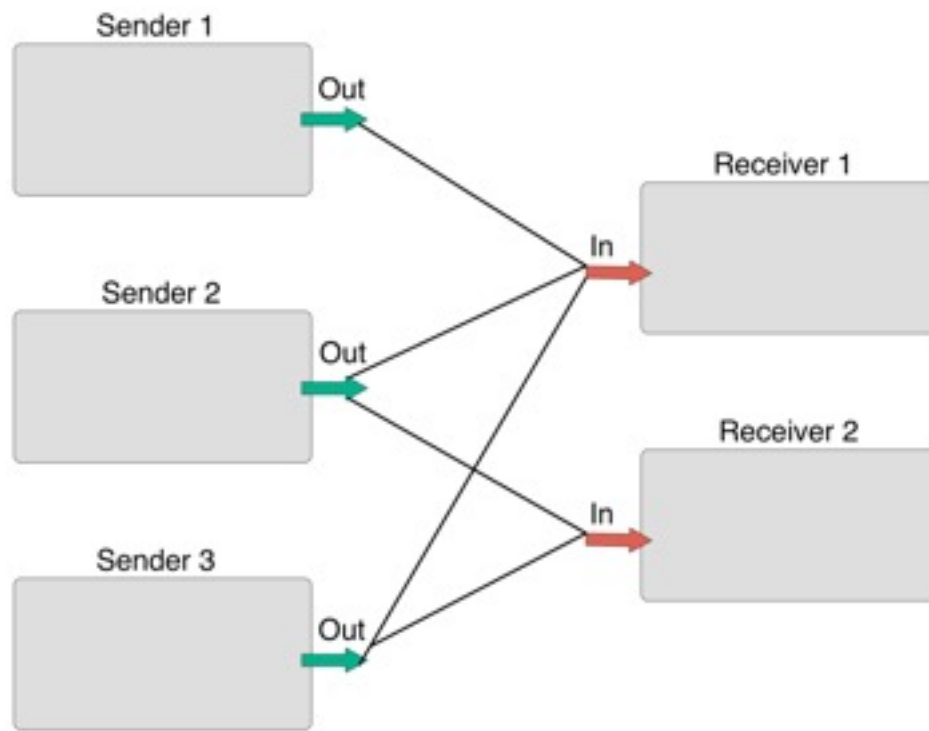 Sender 1
Out
Receiver 1
In
Sender 2
Out
Receiver 2
In
Sender 3
Out